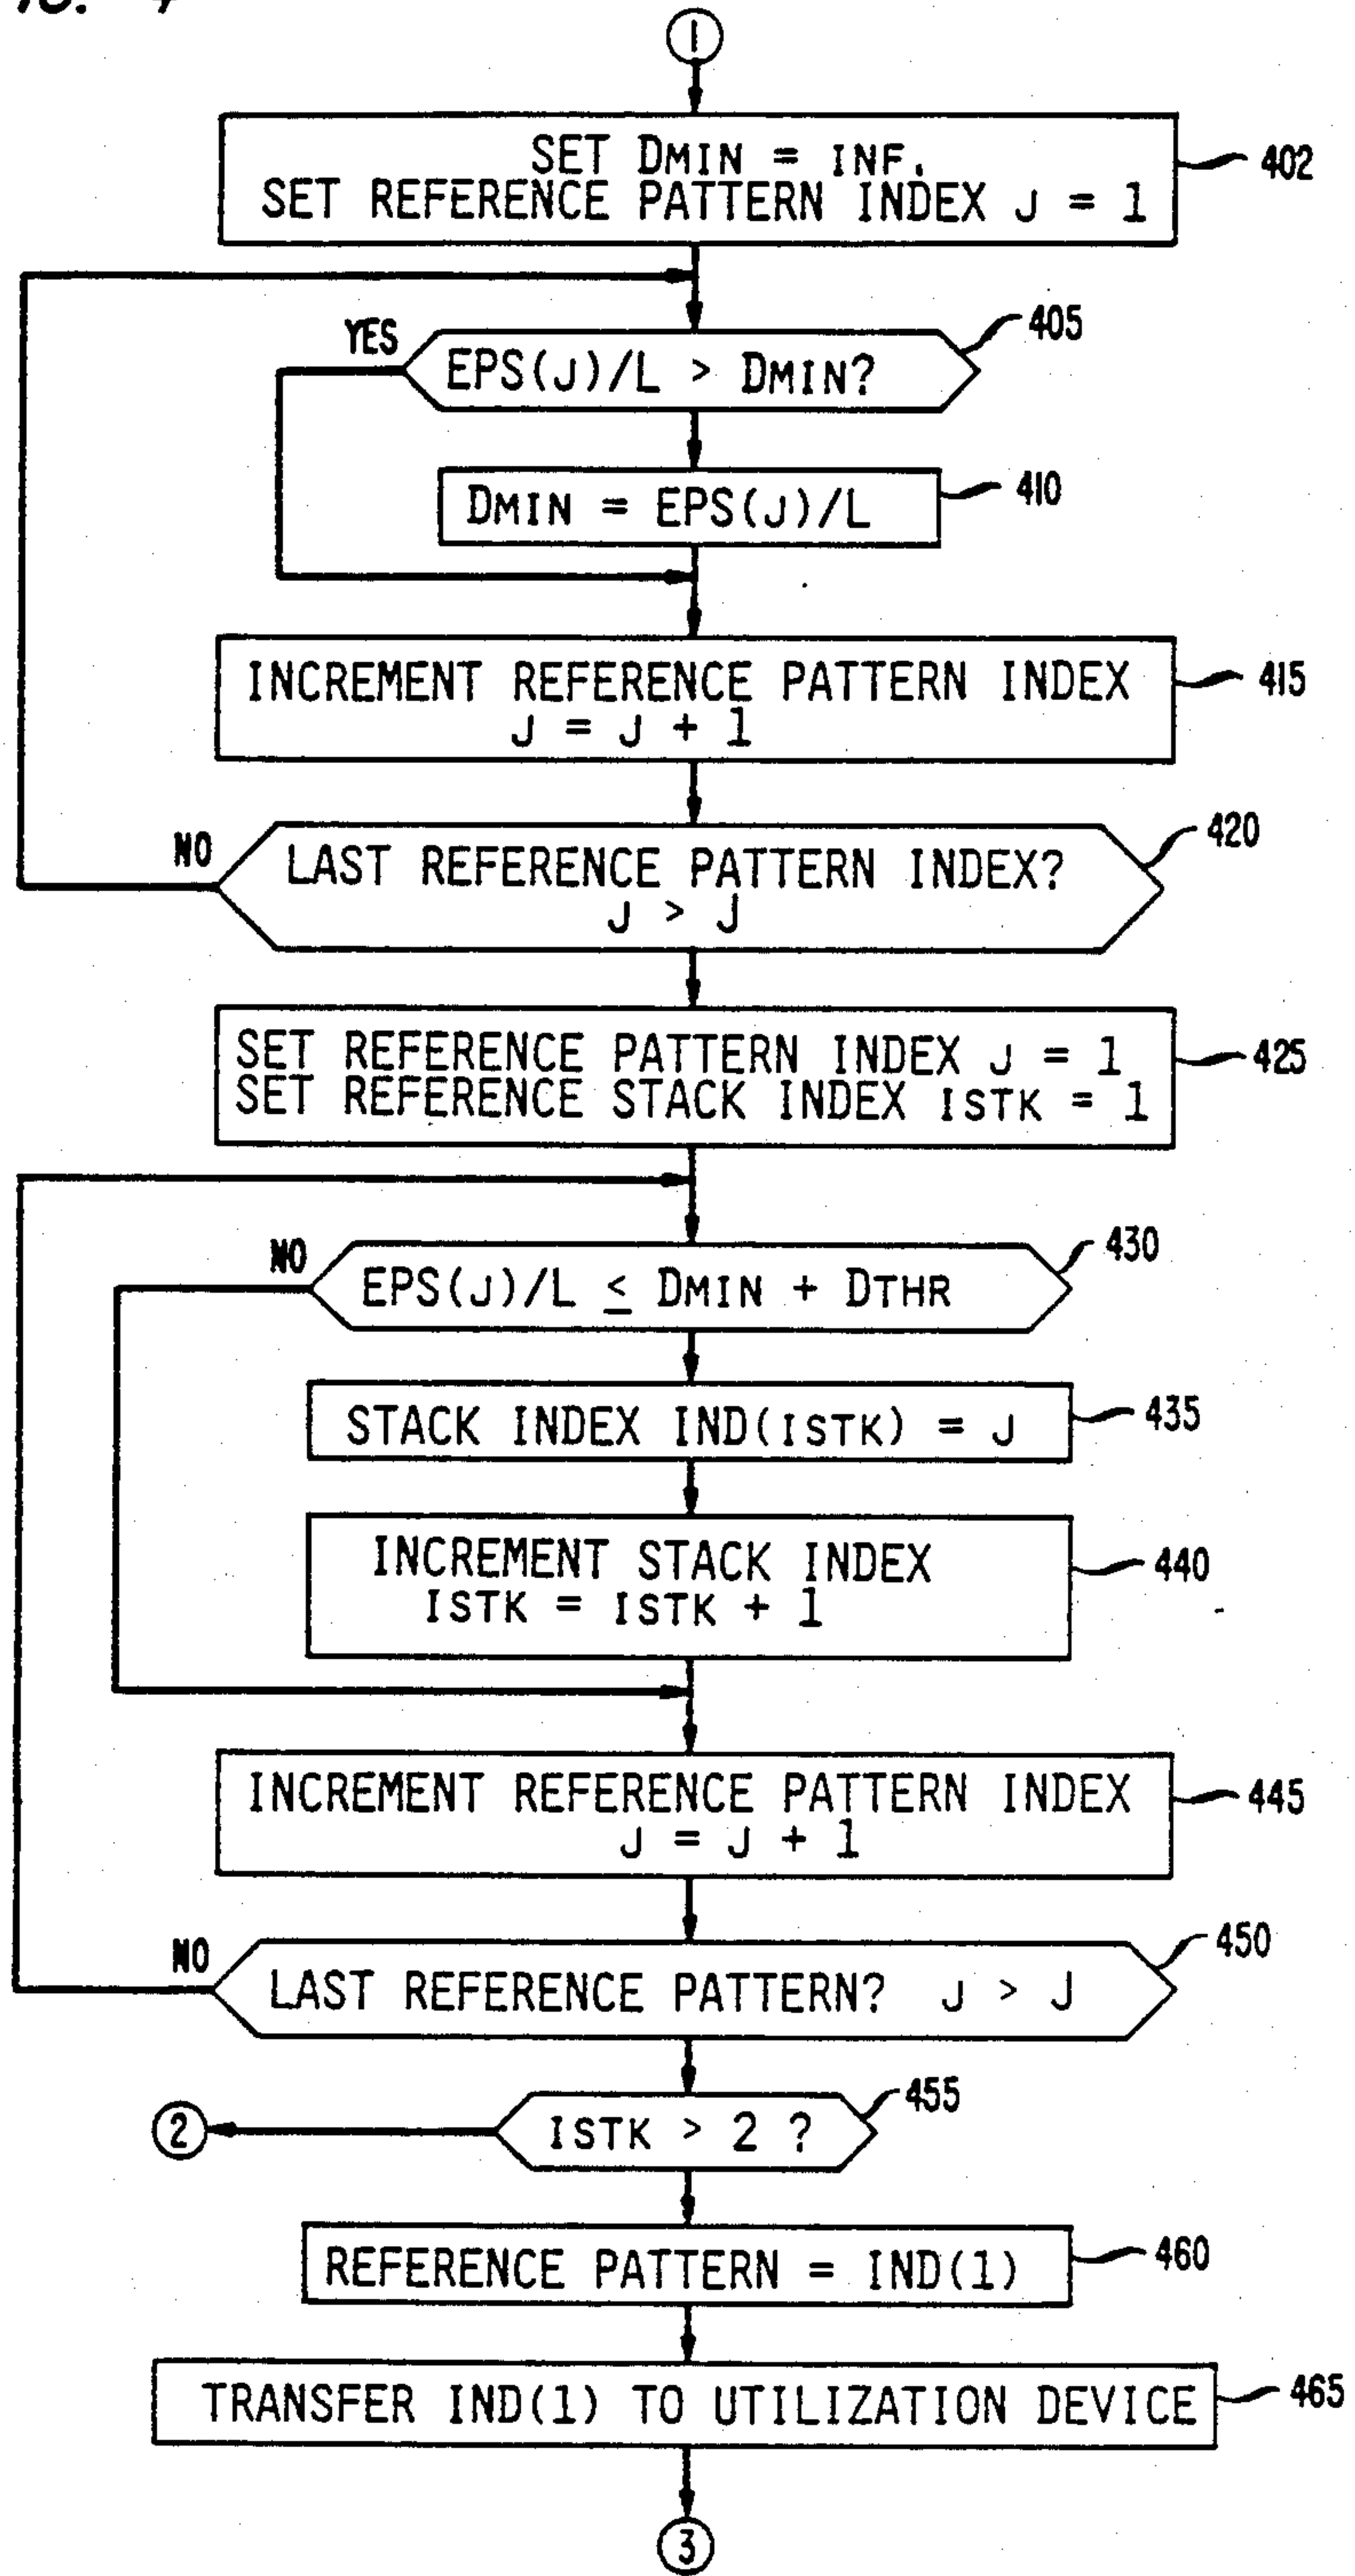 4
1
SET DMIN = INF.
SET REFERENCE PATTERN INDEX J = 1
402
YES
EPS(J)/L > DMIN?
405
DMIN = EPS(J)/L
410
INCREMENT REFERENCE PATTERN INDEX
J = J + 1
415
NO
LAST REFERENCE PATTERN INDEX?
J > J
420
SET REFERENCE PATTERN INDEX J = 1
SET REFERENCE STACK INDEX ISTK = 1
425
NO
EPS(J)/L ≤ DMIN + DTHR
430
STACK INDEX IND(ISTK) = J
435
INCREMENT STACK INDEX
ISTK = ISTK + 1
440
INCREMENT REFERENCE PATTERN INDEX
J = J + 1
445
NO
LAST REFERENCE PATTERN? J > J
450
2
ISTK > 2 ?
455
REFERENCE PATTERN = IND(1)
460
TRANSFER IND(1) TO UTILIZATION DEVICE
465
3